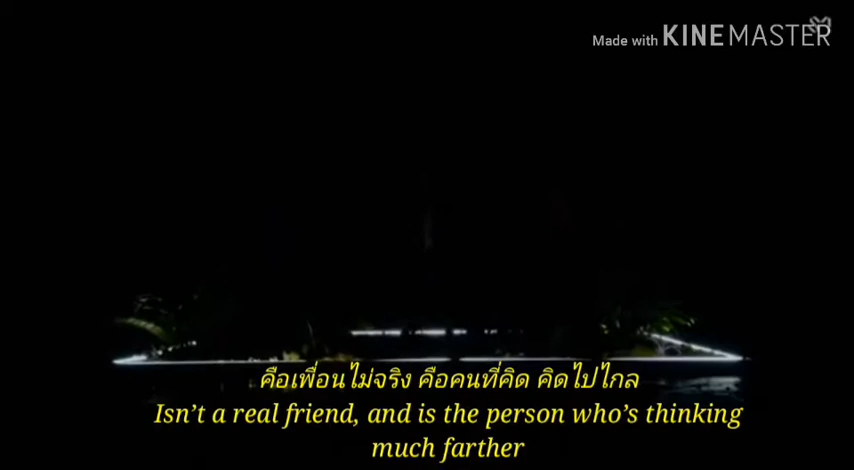 Made with KINEMASTER
คือเพื่อนไม่จริง คือคนที่คิด คิดไปไกล
Isn't a real friend, and is the person who's thinking
much farther